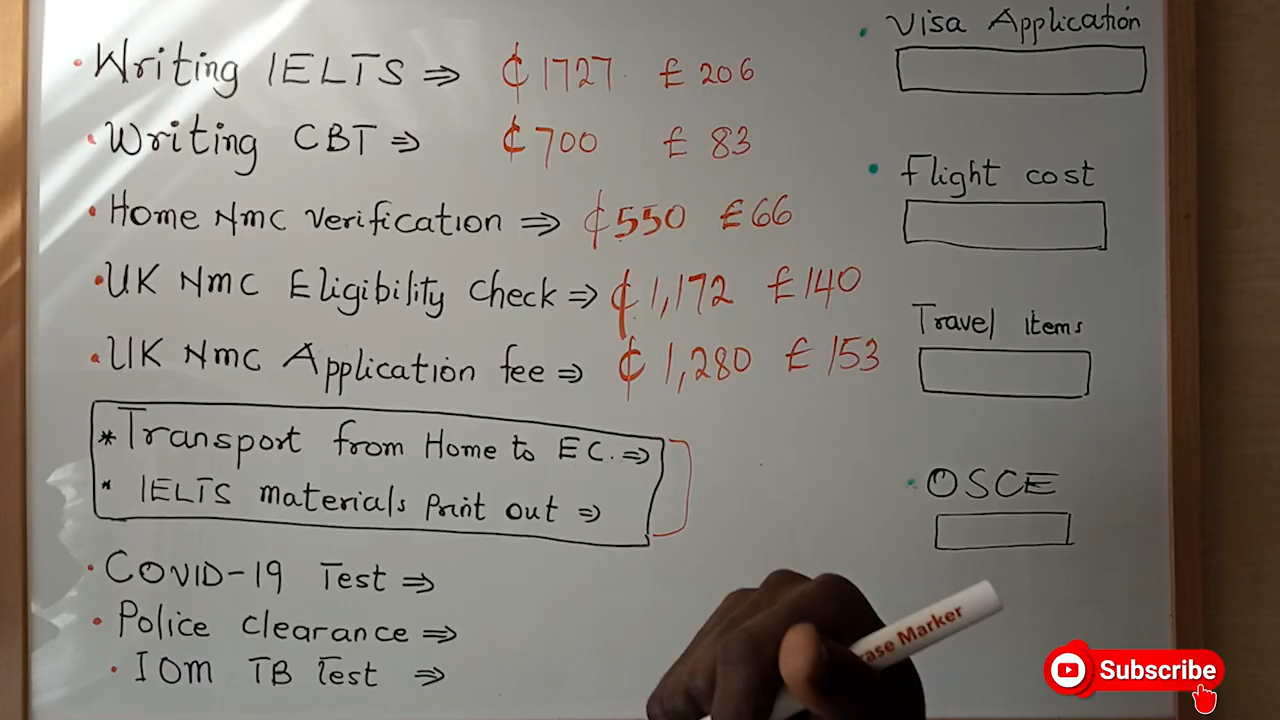 • Writing IELTS ⇒ ₵1727 £206
• Writing CBT ⇒ ₵700 £83
• Home NMC verification ⇒ ₵550 £66
• UK NMC Eligibility Check ⇒ ₵1,172 £140
• UK NMC Application fee ⇒ ₵1,280 £153
* Transport from Home to EC. ⇒
* IELTS materials Print out ⇒
• COVID-19 Test ⇒
• Police clearance ⇒
• IOM TB Test ⇒
• Visa Application
• Flight cost
Travel items
• OSCE
rase Marker
Subscribe